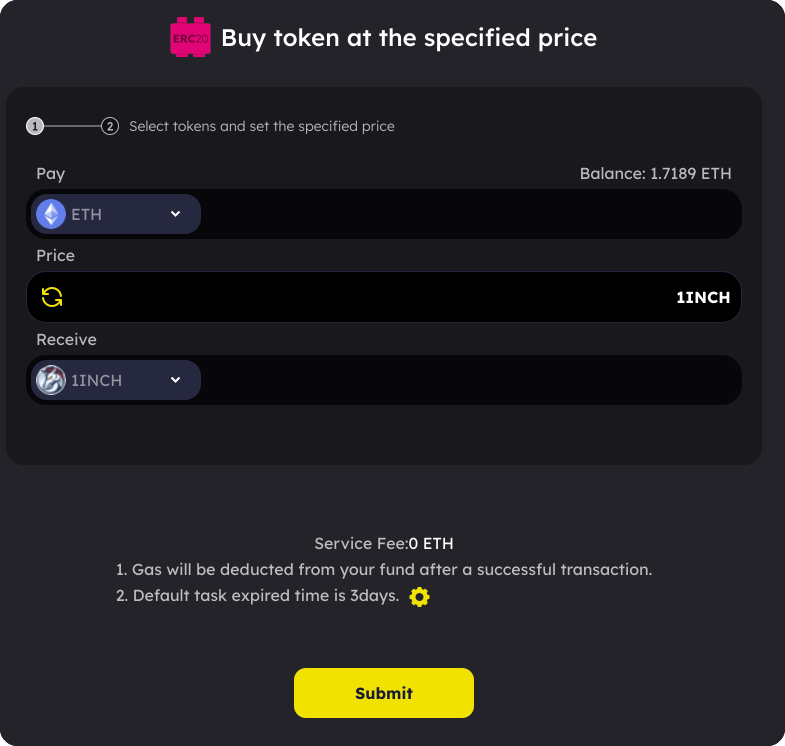 ERC20 Buy token at the specified price
1 2 Select tokens and set the specified price
Pay Balance: 1.7189 ETH
ETH
Price
1INCH
Receive
1INCH
Service Fee:0 ETH
1. Gas will be deducted from your fund after a successful transaction.
2. Default task expired time is 3days.
Submit